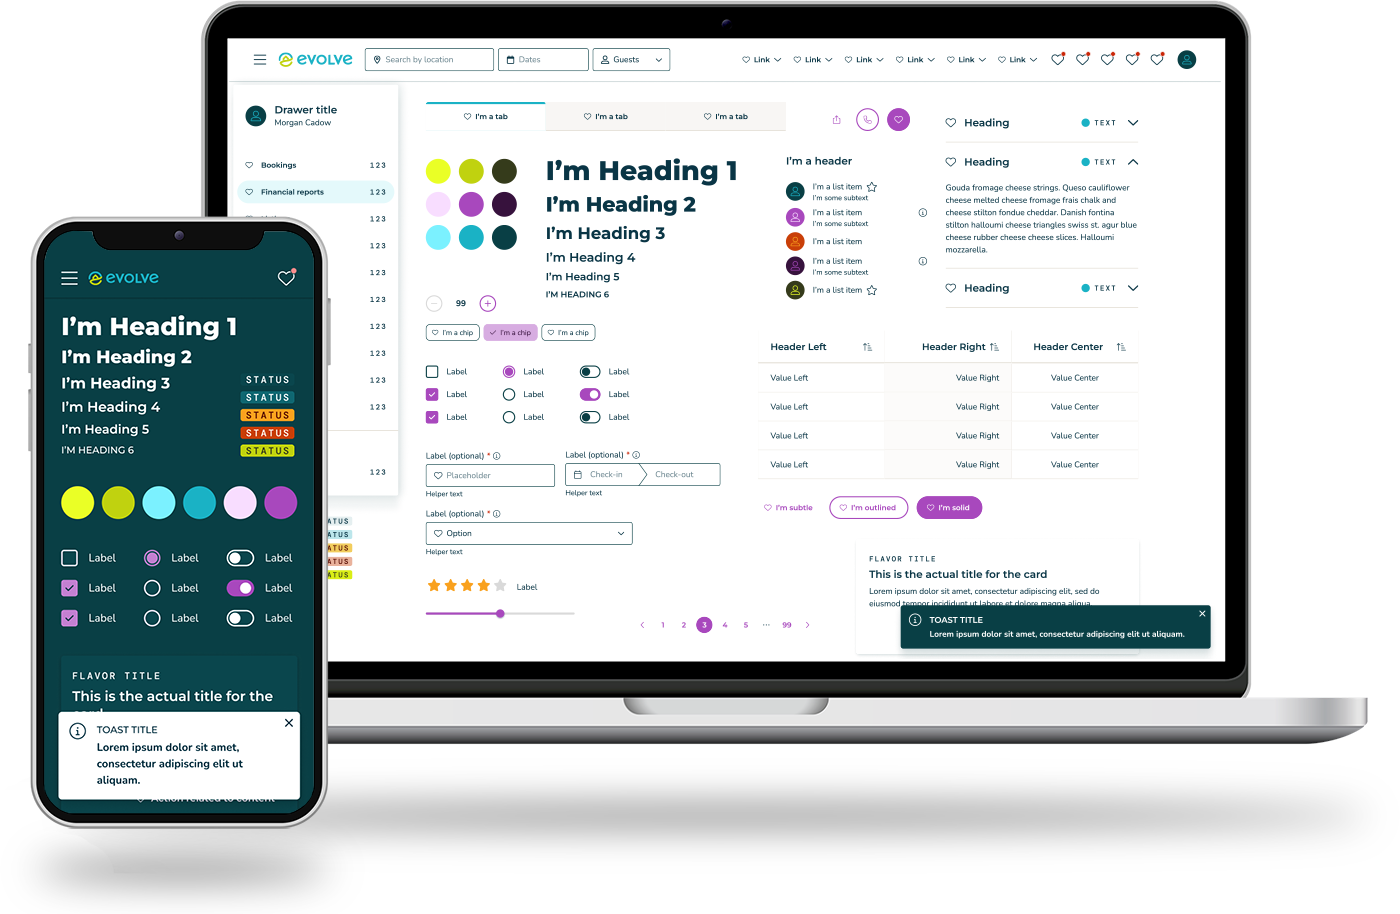 evolve
Search by location
Dates
Guests
Link
Link
Link
Link
Link
Link
Drawer title
Morgan Cadow
Bookings 123
Financial reports 123
123
123
123
123
123
123
123
123
123
ATUS
ATUS
ATUS
ATUS
ATUS
I'm a tab
I'm a tab
I'm a tab
I'm Heading 1
I'm Heading 2
I'm Heading 3
I'm Heading 4
I'm Heading 5
I'M HEADING 6
99
I'm a chip
I'm a chip
I'm a chip
Label Label Label
Label Label Label
Label Label Label
Label (optional) *
Placeholder
Helper text
Label (optional) *
Check-in Check-out
Helper text
Label (optional) *
Option
Helper text
Label
1 2 3 4 5 ... 99
I'm a header
I'm a list item
I'm some subtext
I'm a list item
I'm some subtext
I'm a list item
I'm a list item
I'm some subtext
I'm a list item
Heading TEXT
Heading TEXT
Gouda fromage cheese strings. Queso cauliflower
cheese melted cheese fromage frais chalk and
cheese stilton fondue cheddar. Danish fontina
stilton halloumi cheese triangles swiss st. agur blue
cheese rubber cheese cheese slices. Halloumi
mozzarella.
Heading TEXT
Header Left Header Right Header Center
Value Left Value Right Value Center
Value Left Value Right Value Center
Value Left Value Right Value Center
Value Left Value Right Value Center
I'm subtle
I'm outlined
I'm solid
FLAVOR TITLE
This is the actual title for the card
Lorem ipsum dolor sit amet, consectetur adipiscing elit, sed do
eiusmod tempor incididunt ut labore et dolore magna aliqua.
TOAST TITLE
Lorem ipsum dolor sit amet, consectetur adipiscing elit ut aliquam.
evolve
I'm Heading 1
I'm Heading 2
I'm Heading 3
I'm Heading 4
I'm Heading 5
I'M HEADING 6
STATUS
STATUS
STATUS
STATUS
STATUS
Label Label Label
Label Label Label
Label Label Label
FLAVOR TITLE
This is the actual title for the
card
TOAST TITLE
Lorem ipsum dolor sit amet,
consectetur adipiscing elit ut
aliquam.
Action related to content